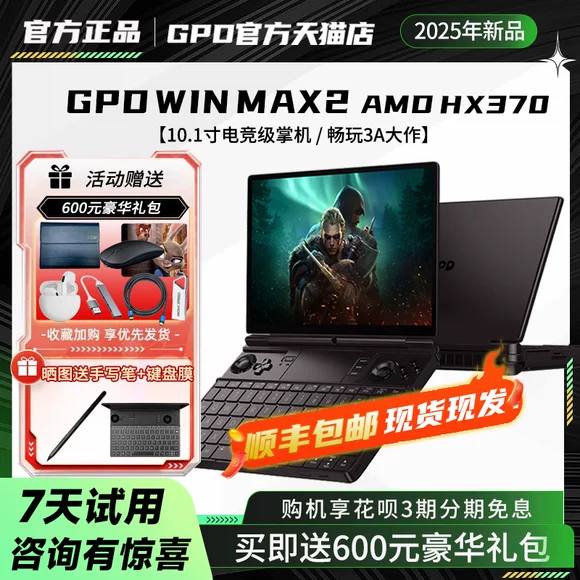 官方正品 GPD官方天猫店 2025年新品
GPD WIN MAX2 AMD HX370
【10.1寸电竞级掌机 / 畅玩3A大作】
活动赠送
600元豪华礼包
-收藏加购 享优先发货-
晒图送手写笔+键盘膜
顺丰包邮 现货现发
7天试用
咨询有惊喜
购机享花呗3期分期免息
买即送600元豪华礼包